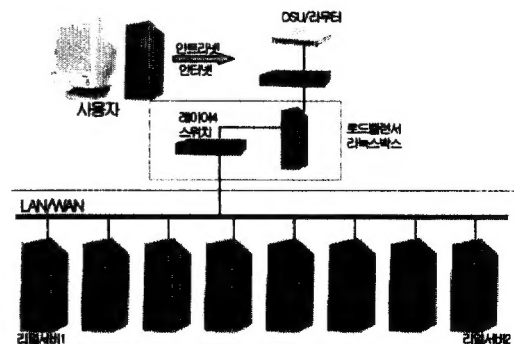 DSU/라우터
인트라넷
인터넷
사용자
레이어4
스위치
로드밸런서
리눅스박스
LAN/WAN
리얼서버1
리얼서버2